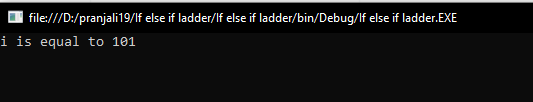 file:///D:/pranjali19/If else if ladder/If else if ladder/bin/Debug/If else if ladder.EXE
i is equal to 101